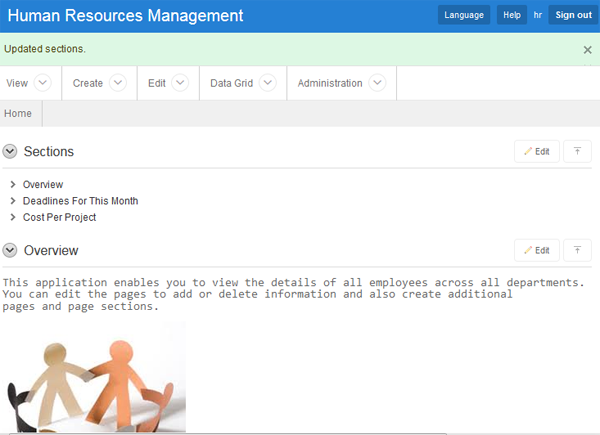 Human Resources Management
Language Help hr Sign out
Updated sections.
View Create Edit Data Grid Administration
Home
Sections Edit
Overview
Deadlines For This Month
Cost Per Project
Overview Edit
This application enables you to view the details of all employees across all departments.
You can edit the pages to add or delete information and also create additional
pages and page sections.